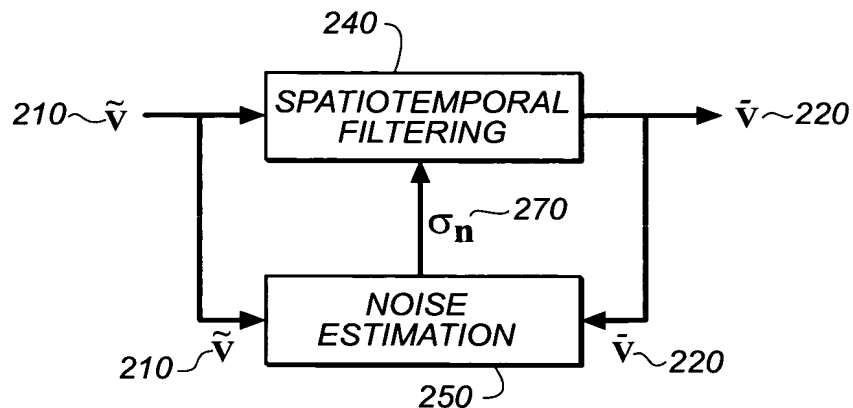 240
210 ṽ
SPATIOTEMPORAL
FILTERING
v̄ 220
σn 270
NOISE
ESTIMATION
210 ṽ
v̄ 220
250